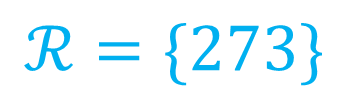 ℛ = {273}